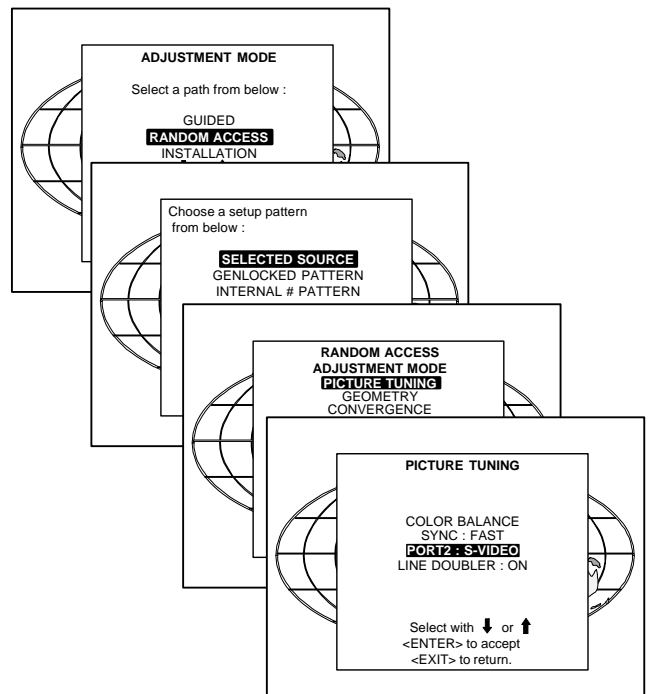 ADJUSTMENT MODE
Select a path from below :
GUIDED
RANDOM ACCESS
INSTALLATION
Choose a setup pattern
from below :
SELECTED SOURCE
GENLOCKED PATTERN
INTERNAL # PATTERN
RANDOM ACCESS
ADJUSTMENT MODE
PICTURE TUNING
GEOMETRY
CONVERGENCE
PICTURE TUNING
COLOR BALANCE
SYNC : FAST
PORT2 : S-VIDEO
LINE DOUBLER : ON
Select with ⬇ or ⬆
<ENTER> to accept
<EXIT> to return.